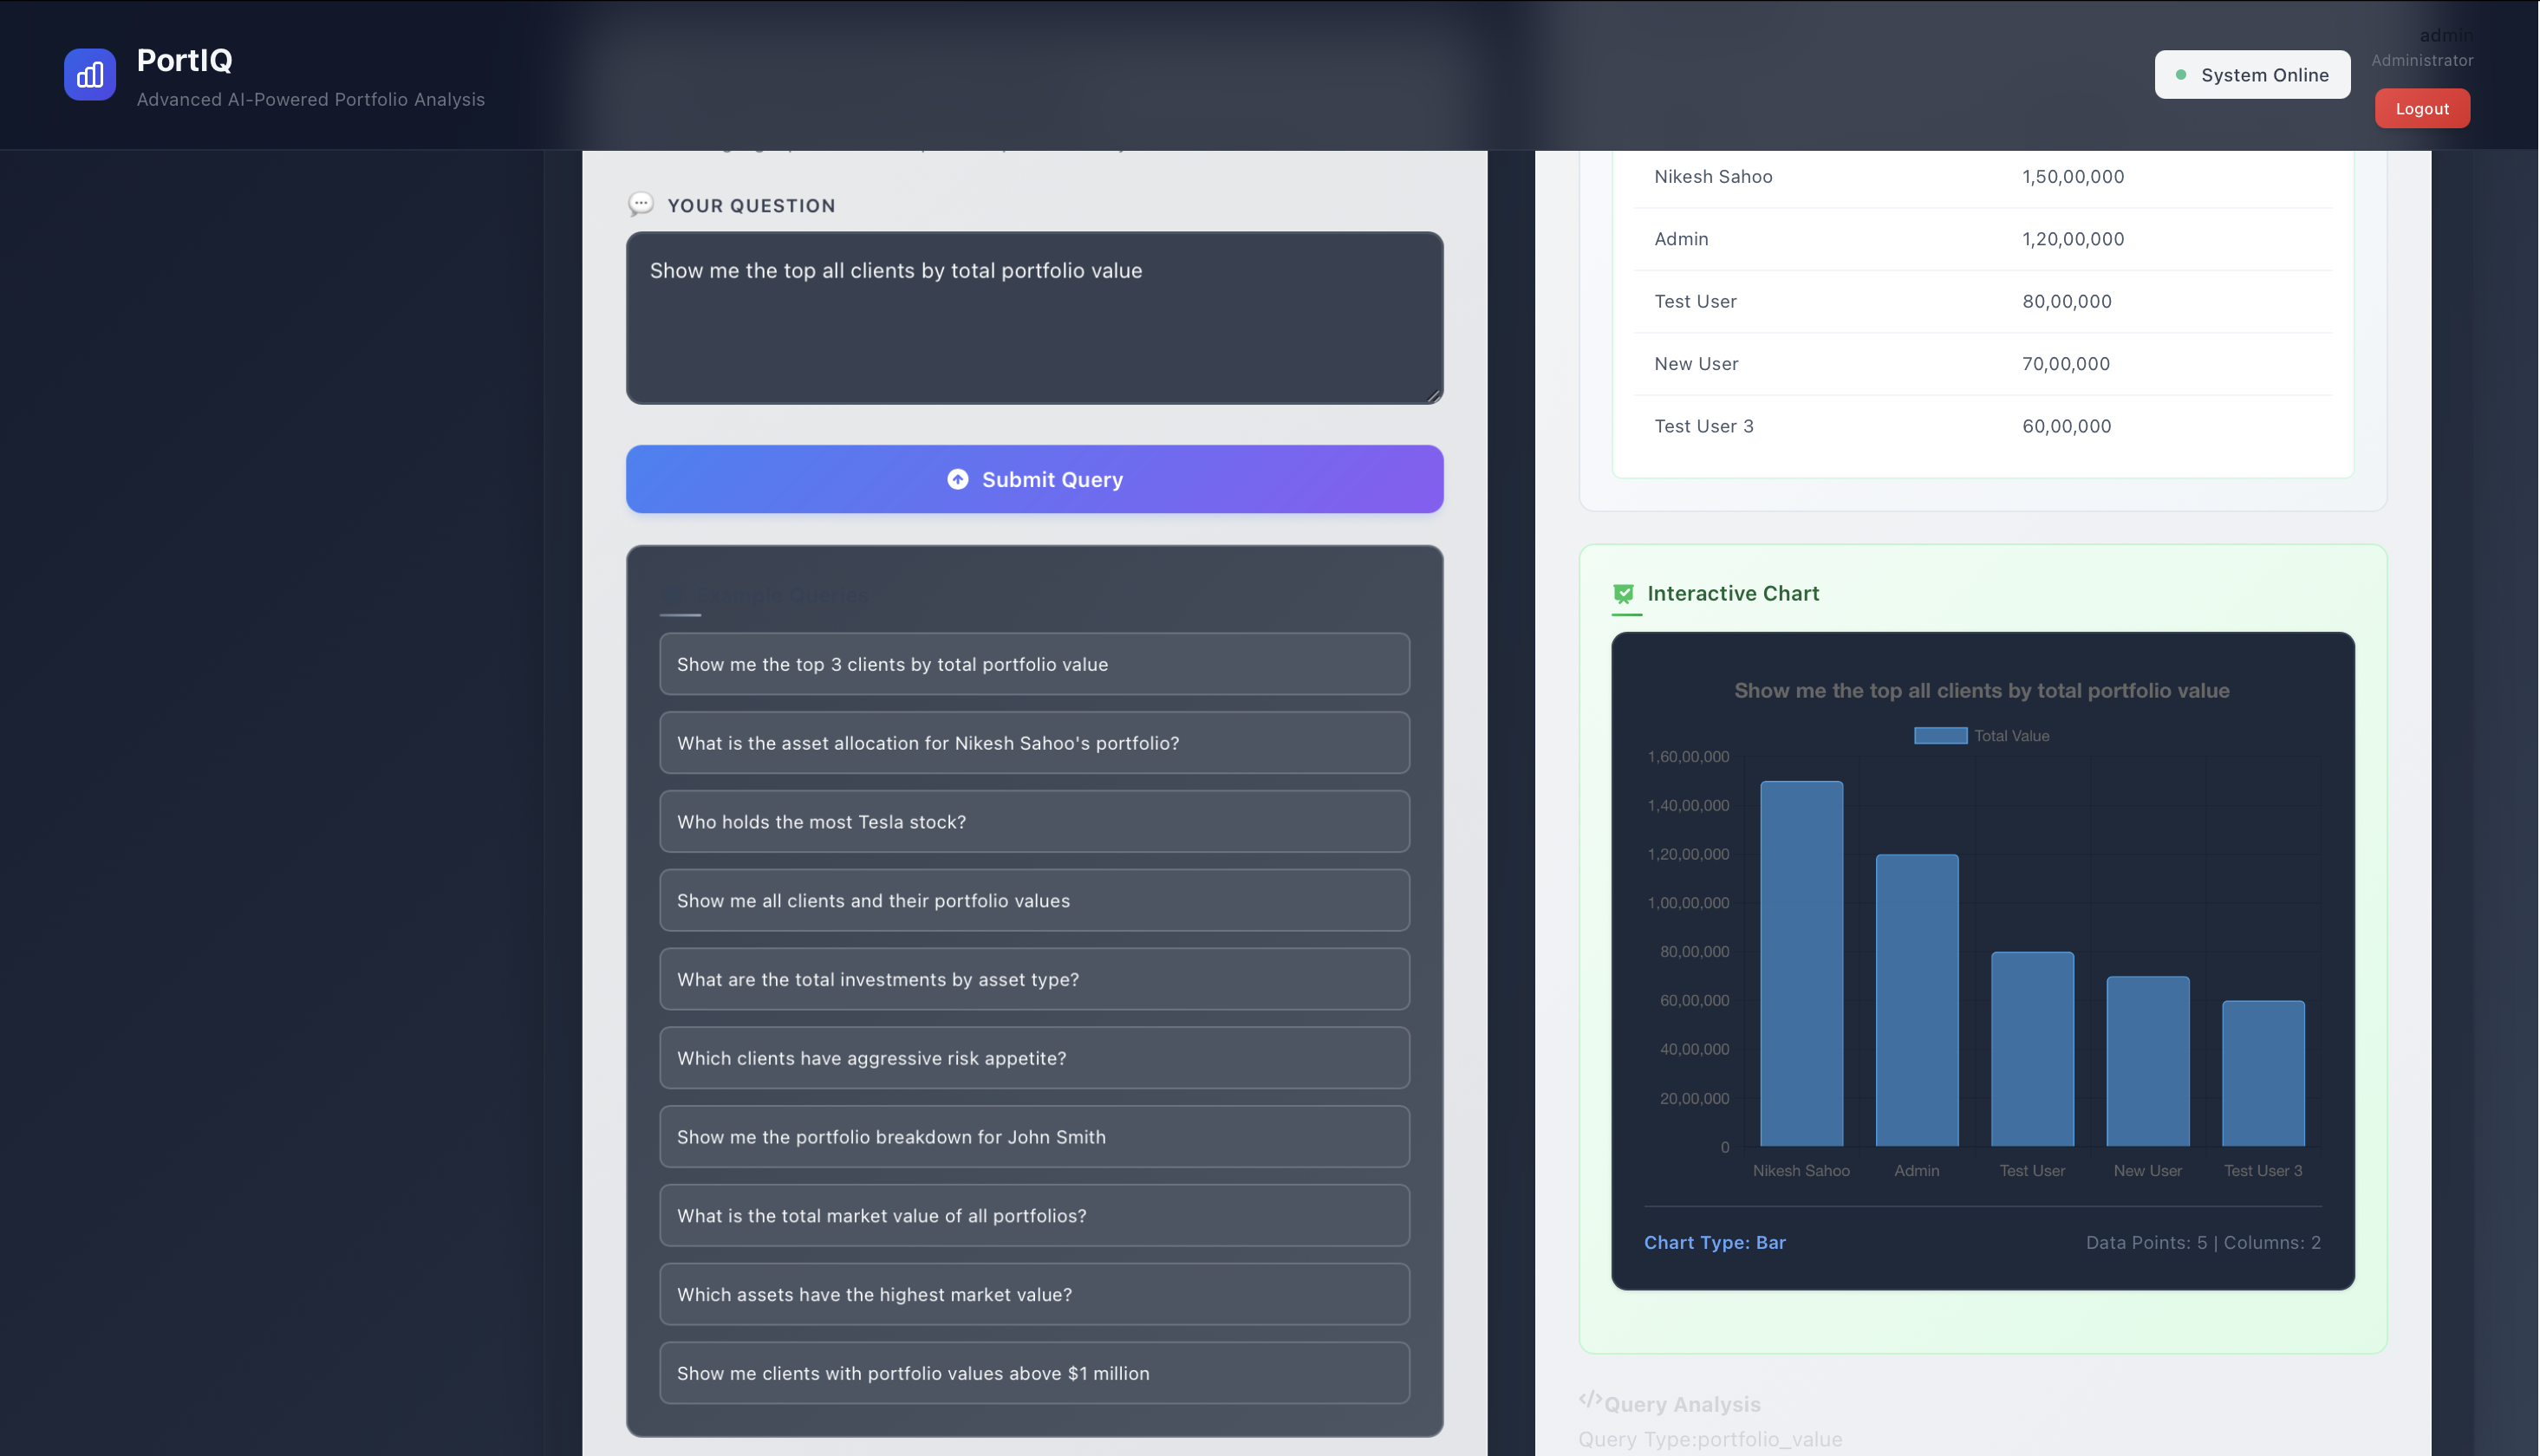 PortIQ
Advanced AI-Powered Portfolio Analysis
System Online
admin
Administrator
Logout
YOUR QUESTION
Show me the top all clients by total portfolio value
Submit Query
Example Queries
Show me the top 3 clients by total portfolio value
What is the asset allocation for Nikesh Sahoo's portfolio?
Who holds the most Tesla stock?
Show me all clients and their portfolio values
What are the total investments by asset type?
Which clients have aggressive risk appetite?
Show me the portfolio breakdown for John Smith
What is the total market value of all portfolios?
Which assets have the highest market value?
Show me clients with portfolio values above $1 million
Nikesh Sahoo 1,50,00,000
Admin 1,20,00,000
Test User 80,00,000
New User 70,00,000
Test User 3 60,00,000
Interactive Chart
Show me the top all clients by total portfolio value
Total Value
1,60,00,000
1,40,00,000
1,20,00,000
1,00,00,000
80,00,000
60,00,000
40,00,000
20,00,000
0
Nikesh Sahoo Admin Test User New User Test User 3
Chart Type: Bar
Data Points: 5 | Columns: 2
Query Analysis
Query Type:portfolio_value